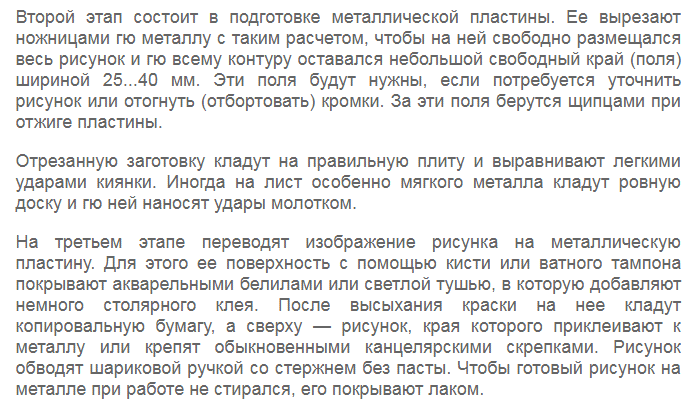 Второй этап состоит в подготовке металлической пластины. Ее вырезают
ножницами гю металлу с таким расчетом, чтобы на ней свободно размещался
весь рисунок и гю всему контуру оставался небольшой свободный край (поля)
шириной 25...40 мм. Эти поля будут нужны, если потребуется уточнить
рисунок или отогнуть (отбортовать) кромки. За эти поля берутся щипцами при
отжиге пластины.
Отрезанную заготовку кладут на правильную плиту и выравнивают легкими
ударами киянки. Иногда на лист особенно мягкого металла кладут ровную
доску и гю ней наносят удары молотком.
На третьем этапе переводят изображение рисунка на металлическую
пластину. Для этого ее поверхность с помощью кисти или ватного тампона
покрывают акварельными белилами или светлой тушью, в которую добавляют
немного столярного клея. После высыхания краски на нее кладут
копировальную бумагу, а сверху — рисунок, края которого приклеивают к
металлу или крепят обыкновенными канцелярскими скрепками. Рисунок
обводят шариковой ручкой со стержнем без пасты. Чтобы готовый рисунок на
металле при работе не стирался, его покрывают лаком.